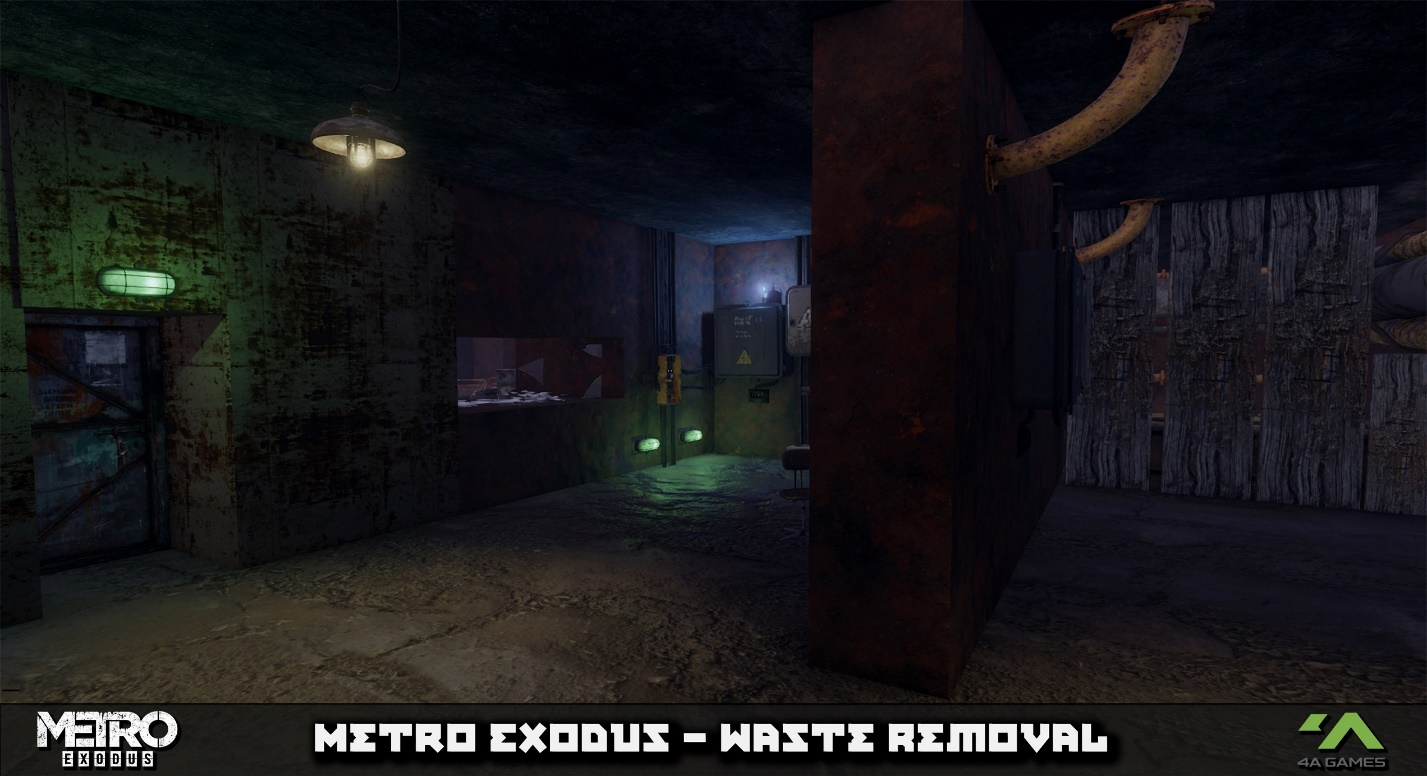 METRO
EXODUS
METRO EXODUS - WASTE REMOVAL
4A GAMES